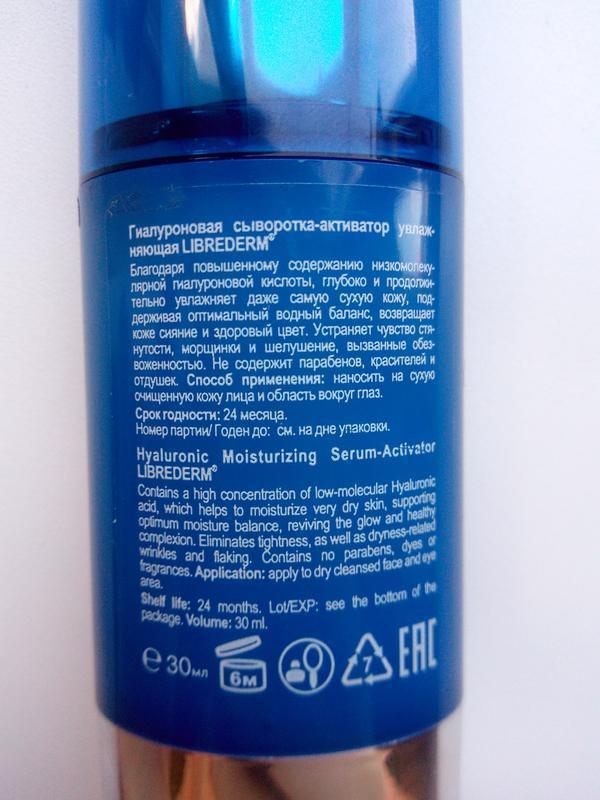 Гиалуроновая сыворотка-активатор увлаж-
няющая LIBREDERM®
Благодаря повышенному содержанию низкомолеку-
лярной гиалуроновой кислоты, глубоко и продолжи-
тельно увлажняет даже самую сухую кожу, под-
держивая оптимальный водный баланс, возвращает
коже сияние и здоровый цвет. Устраняет чувство стя-
нутости, морщинки и шелушение, вызванные обез-
воженностью. Не содержит парабенов, красителей и
отдушек. Способ применения: наносить на сухую
очищенную кожу лица и область вокруг глаз.
Срок годности: 24 месяца.
Номер партии/ Годен до: см. на дне упаковки.
Hyaluronic Moisturizing Serum-Activator
LIBREDERM®
Contains a high concentration of low-molecular Hyaluronic
acid, which helps to moisturize very dry skin, supporting
optimum moisture balance, reviving the glow and healthy
complexion. Eliminates tightness, as well as dryness-related
wrinkles and flaking. Contains no parabens, dyes or
fragrances. Application: apply to dry cleansed face and eye
area.
Shelf life: 24 months. Lot/EXP: see the bottom of the
package. Volume: 30 ml.
℮ 30мл 6М 7 EAC